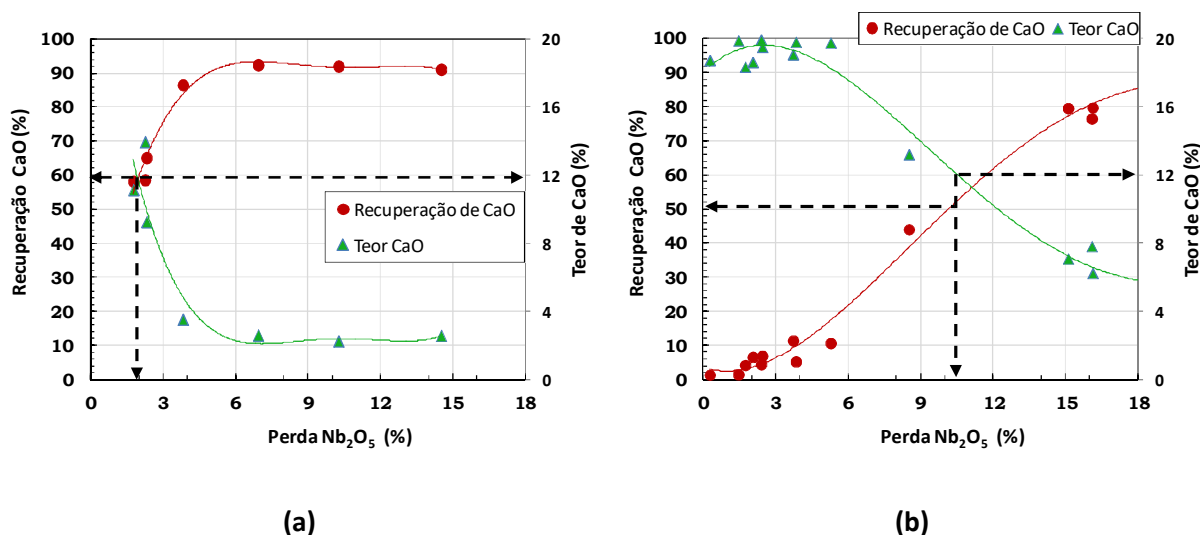 100
90
80
70
60
50
40
30
20
10
0
Recuperação CaO (%)
20
16
12
8
4
0
Teor de CaO (%)
Recuperação de CaO
Teor CaO
0 3 6 9 12 15 18
Perda Nb₂O₅ (%)
(a)
Recuperação de CaO Teor CaO
100
90
80
70
60
50
40
30
20
10
0
Recuperação CaO (%)
20
16
12
8
4
0
Teor de CaO (%)
0 3 6 9 12 15 18
Perda Nb₂O₅ (%)
(b)